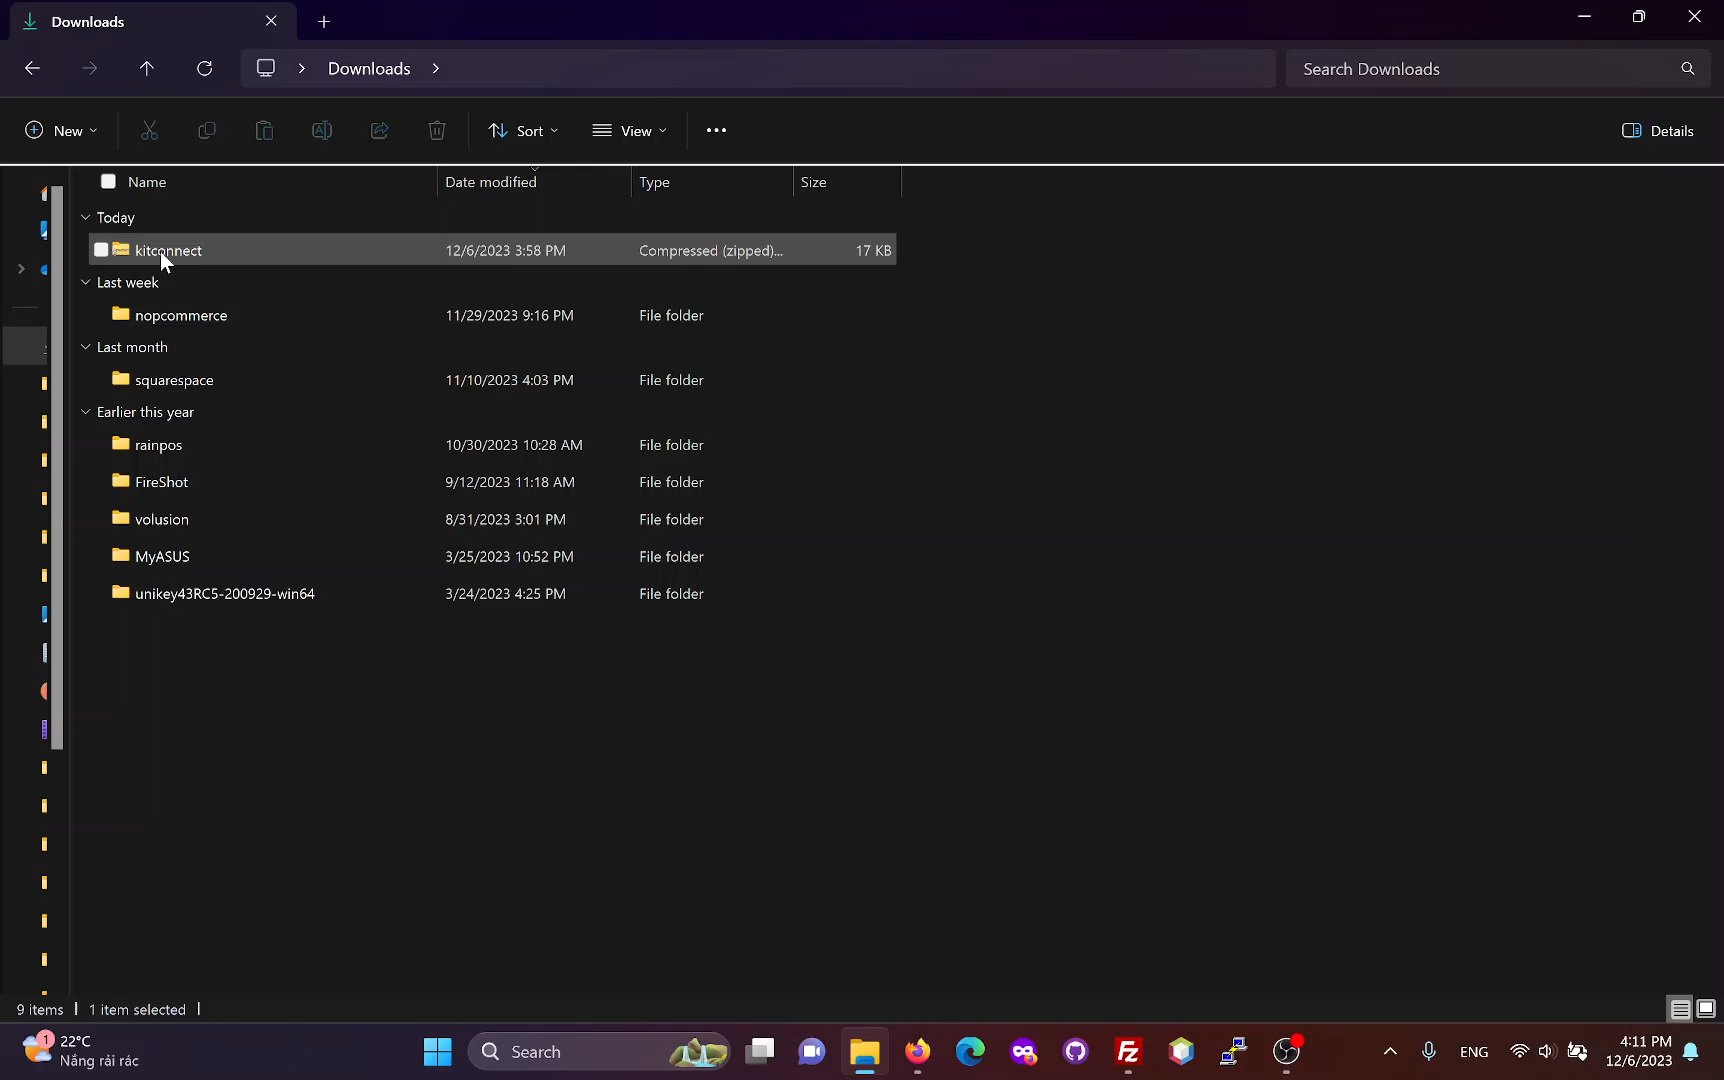 Downloads
Downloads
Search Downloads
New
Sort
View
Details
Name Date modified Type Size
Today
kitconnect 12/6/2023 3:58 PM Compressed (zipped)... 17 KB
Last week
nopcommerce 11/29/2023 9:16 PM File folder
Last month
squarespace 11/10/2023 4:03 PM File folder
Earlier this year
rainpos 10/30/2023 10:28 AM File folder
FireShot 9/12/2023 11:18 AM File folder
volusion 8/31/2023 3:01 PM File folder
MyASUS 3/25/2023 10:52 PM File folder
unikey43RC5-200929-win64 3/24/2023 4:25 PM File folder
9 items 1 item selected
1
22°C
Nắng rải rác
Search
Fz
ENG
4:11 PM
12/6/2023